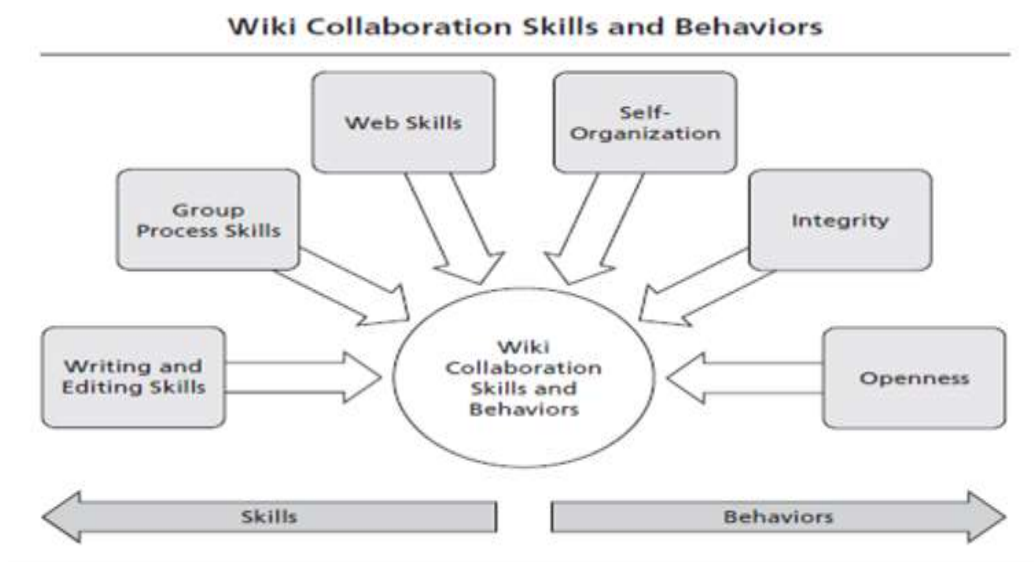 Wiki Collaboration Skills and Behaviors
Web Skills
Self-
Organization
Group
Process Skills
Integrity
Writing and
Editing Skills
Wiki
Collaboration
Skills and
Behaviors
Openness
Skills
Behaviors